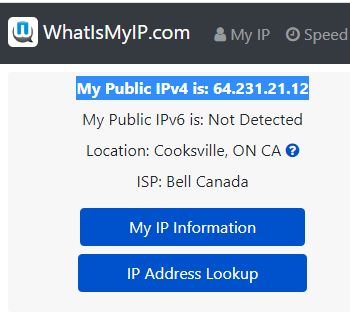 WhatIsMyIP.com My IP Speed
My Public IPv4 is: 64.231.21.12
My Public IPv6 is: Not Detected
Location: Cooksville, ON CA ?
ISP: Bell Canada
My IP Information
IP Address Lookup